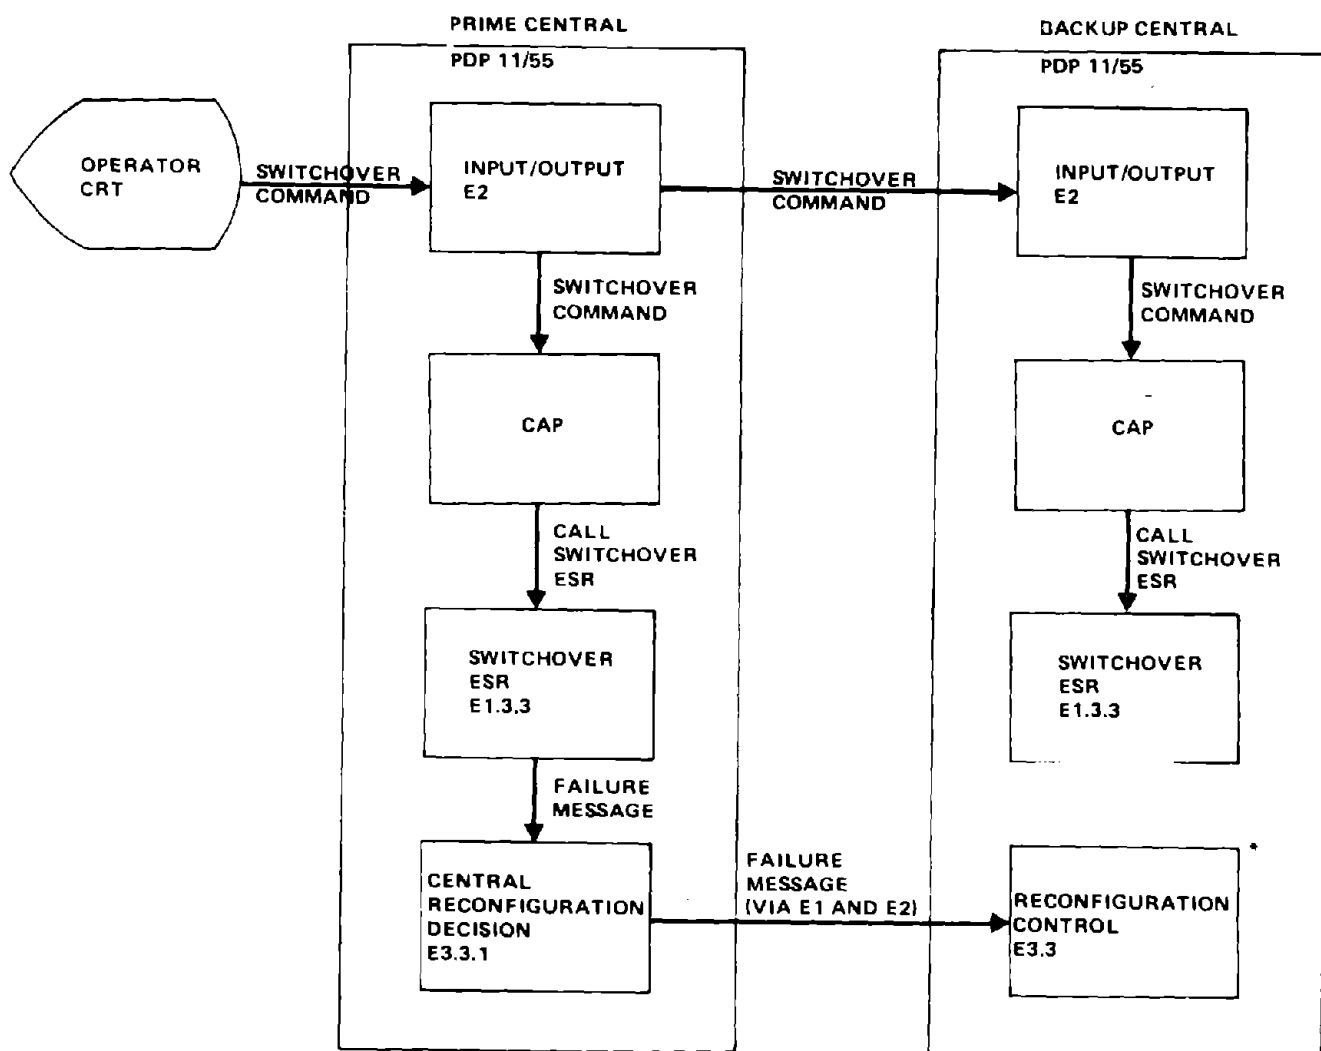 PRIME CENTRAL
PDP 11/55
BACKUP CENTRAL
PDP 11/55
OPERATOR
CRT
SWITCHOVER
COMMAND
INPUT/OUTPUT
E2
SWITCHOVER
COMMAND
INPUT/OUTPUT
E2
SWITCHOVER
COMMAND
SWITCHOVER
COMMAND
CAP
CAP
CALL
SWITCHOVER
ESR
CALL
SWITCHOVER
ESR
SWITCHOVER
ESR
E1.3.3
SWITCHOVER
ESR
E1.3.3
FAILURE
MESSAGE
CENTRAL
RECONFIGURATION
DECISION
E3.3.1
FAILURE
MESSAGE
(VIA E1 AND E2)
RECONFIGURATION
CONTROL
E3.3